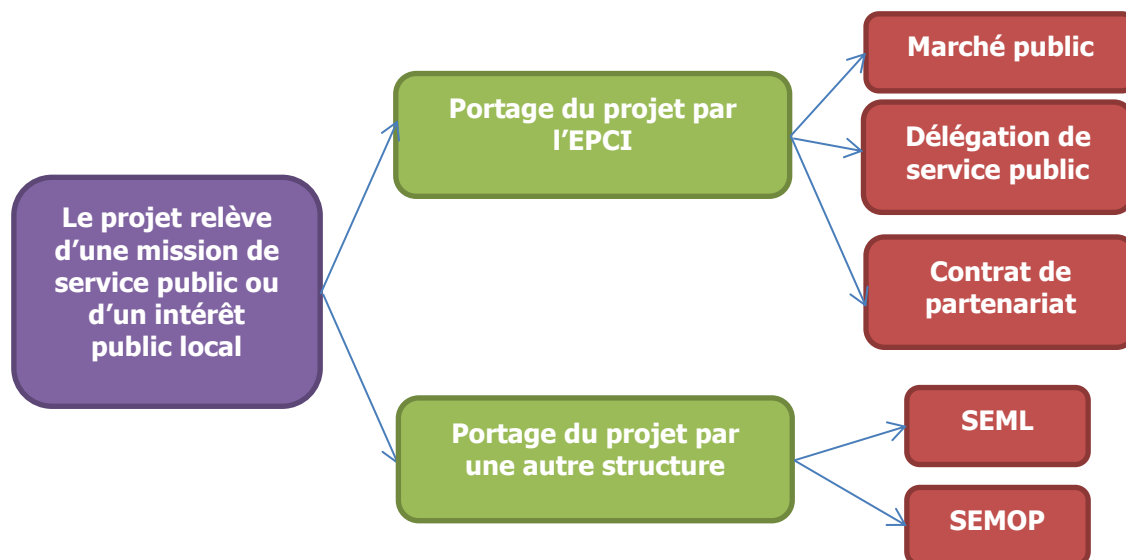 Le projet relève
d’une mission de
service public ou
d’un intérêt
public local
Portage du projet par
l’EPCI
Portage du projet par
une autre structure
Marché public
Délégation de
service public
Contrat de
partenariat
SEML
SEMOP